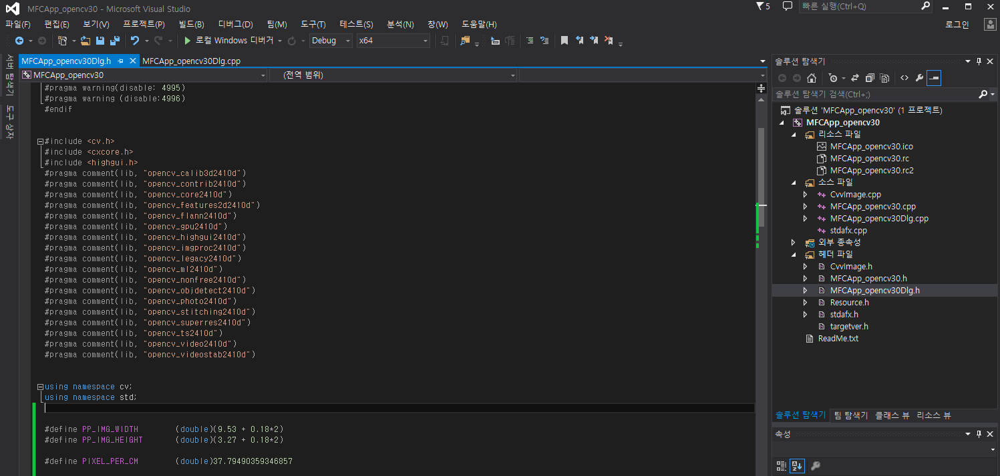 MFCApp_opencv30 - Microsoft Visual Studio
5
빠른 실행(Ctrl+Q)
파일(F) 편집(E) 보기(V) 프로젝트(P) 빌드(B) 디버그(D) 팀(M) 도구(T) 테스트(S) 분석(N) 창(W) 도움말(H)
로그인
로컬 Windows 디버거 Debug x64
서버 탐색기
도구 상자
MFCApp_opencv30Dlg.h MFCApp_opencv30Dlg.cpp
MFCApp_opencv30 (전역 범위)
#pragma warning(disable: 4995)
#pragma warning (disable:4996)
#endif
#include <cv.h>
#include <cxcore.h>
#include <highgui.h>
#pragma comment(lib, "opencv_calib3d2410d")
#pragma comment(lib, "opencv_contrib2410d")
#pragma comment(lib, "opencv_core2410d")
#pragma comment(lib, "opencv_features2d2410d")
#pragma comment(lib, "opencv_flann2410d")
#pragma comment(lib, "opencv_gpu2410d")
#pragma comment(lib, "opencv_highgui2410d")
#pragma comment(lib, "opencv_imgproc2410d")
#pragma comment(lib, "opencv_legacy2410d")
#pragma comment(lib, "opencv_ml2410d")
#pragma comment(lib, "opencv_nonfree2410d")
#pragma comment(lib, "opencv_objdetect2410d")
#pragma comment(lib, "opencv_photo2410d")
#pragma comment(lib, "opencv_stitching2410d")
#pragma comment(lib, "opencv_superres2410d")
#pragma comment(lib, "opencv_ts2410d")
#pragma comment(lib, "opencv_video2410d")
#pragma comment(lib, "opencv_videostab2410d")
using namespace cv;
using namespace std;
#define PP_IMG_WIDTH (double)(9.53 + 0.18*2)
#define PP_IMG_HEIGHT (double)(3.27 + 0.18*2)
#define PIXEL_PER_CM (double)37.79490359346857
솔루션 탐색기
솔루션 탐색기 검색(Ctrl+;)
솔루션 'MFCApp_opencv30' (1 프로젝트)
MFCApp_opencv30
리소스 파일
MFCApp_opencv30.ico
MFCApp_opencv30.rc
MFCApp_opencv30.rc2
소스 파일
CvvImage.cpp
MFCApp_opencv30.cpp
MFCApp_opencv30Dlg.cpp
stdafx.cpp
외부 종속성
헤더 파일
CvvImage.h
MFCApp_opencv30.h
MFCApp_opencv30Dlg.h
Resource.h
stdafx.h
targetver.h
ReadMe.txt
솔루션 탐색기 팀 탐색기 클래스 뷰 리소스 뷰
속성